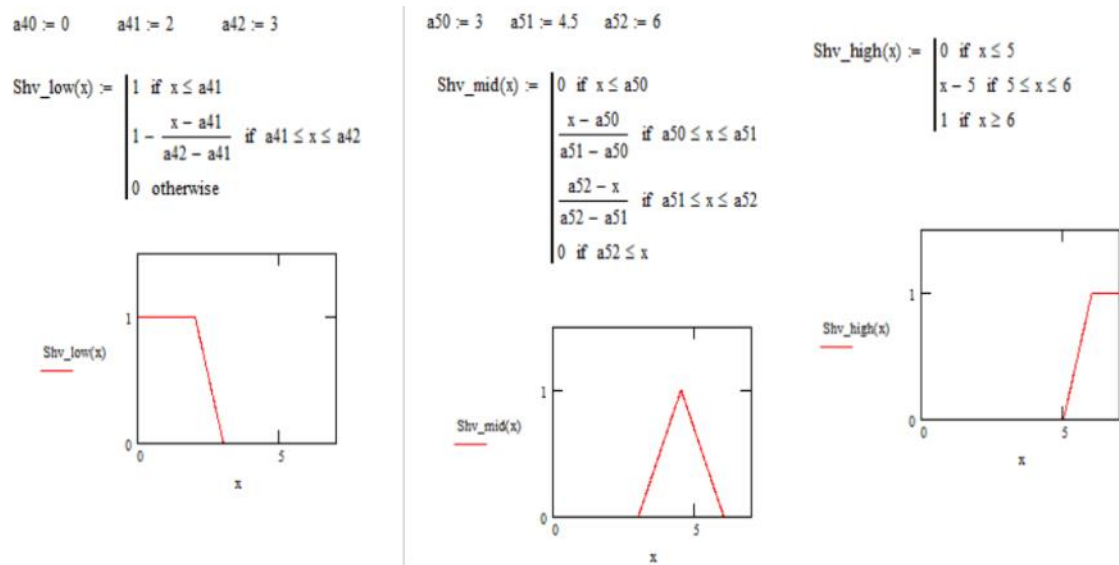 a40 := 0 a41 := 2 a42 := 3
Shv_low(x) := 1 if x ≤ a41
1 − (x − a41)/(a42 − a41) if a41 ≤ x ≤ a42
0 otherwise
1
0
0 5
Shv_low(x)
x
a50 := 3 a51 := 4.5 a52 := 6
Shv_mid(x) := 0 if x ≤ a50
(x − a50)/(a51 − a50) if a50 ≤ x ≤ a51
(a52 − x)/(a52 − a51) if a51 ≤ x ≤ a52
0 if a52 ≤ x
1
0
0 5
Shv_mid(x)
x
Shv_high(x) := 0 if x ≤ 5
x − 5 if 5 ≤ x ≤ 6
1 if x ≥ 6
1
0
0 5
Shv_high(x)
x